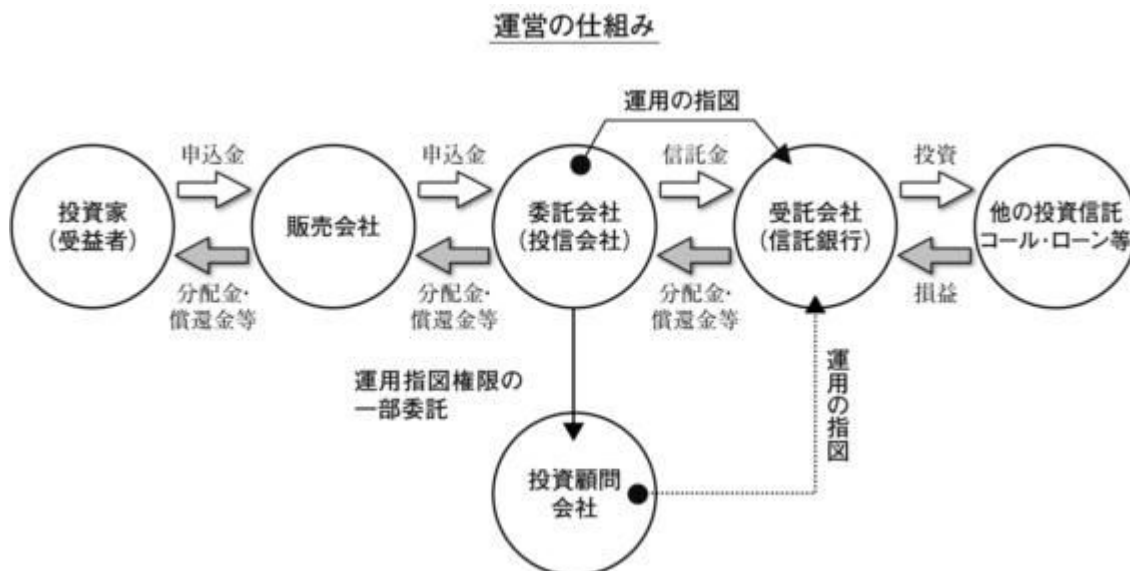 運営の仕組み
運用の指図
申込金
申込金
信託金
投資
投資家
(受益者)
販売会社
委託会社
(投信会社)
受託会社
(信託銀行)
他の投資信託
コール・ローン等
分配金・
償還金等
分配金・
償還金等
分配金・
償還金等
損益
運用指図権限の
一部委託
運用の指図
投資顧問
会社